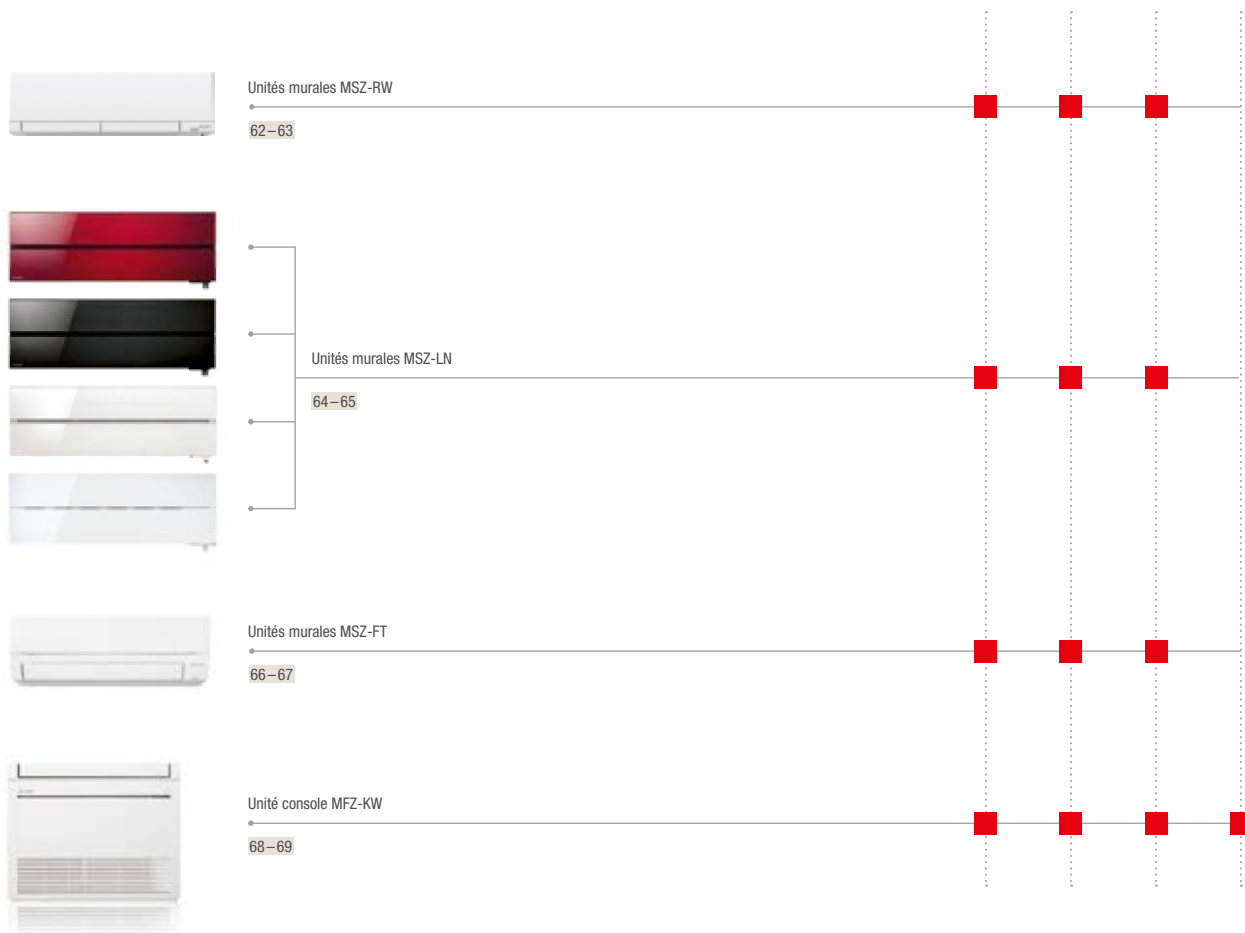 Unités murales MSZ-RW
62–63
Unités murales MSZ-LN
64–65
Unités murales MSZ-FT
66–67
Unité console MFZ-KW
68–69